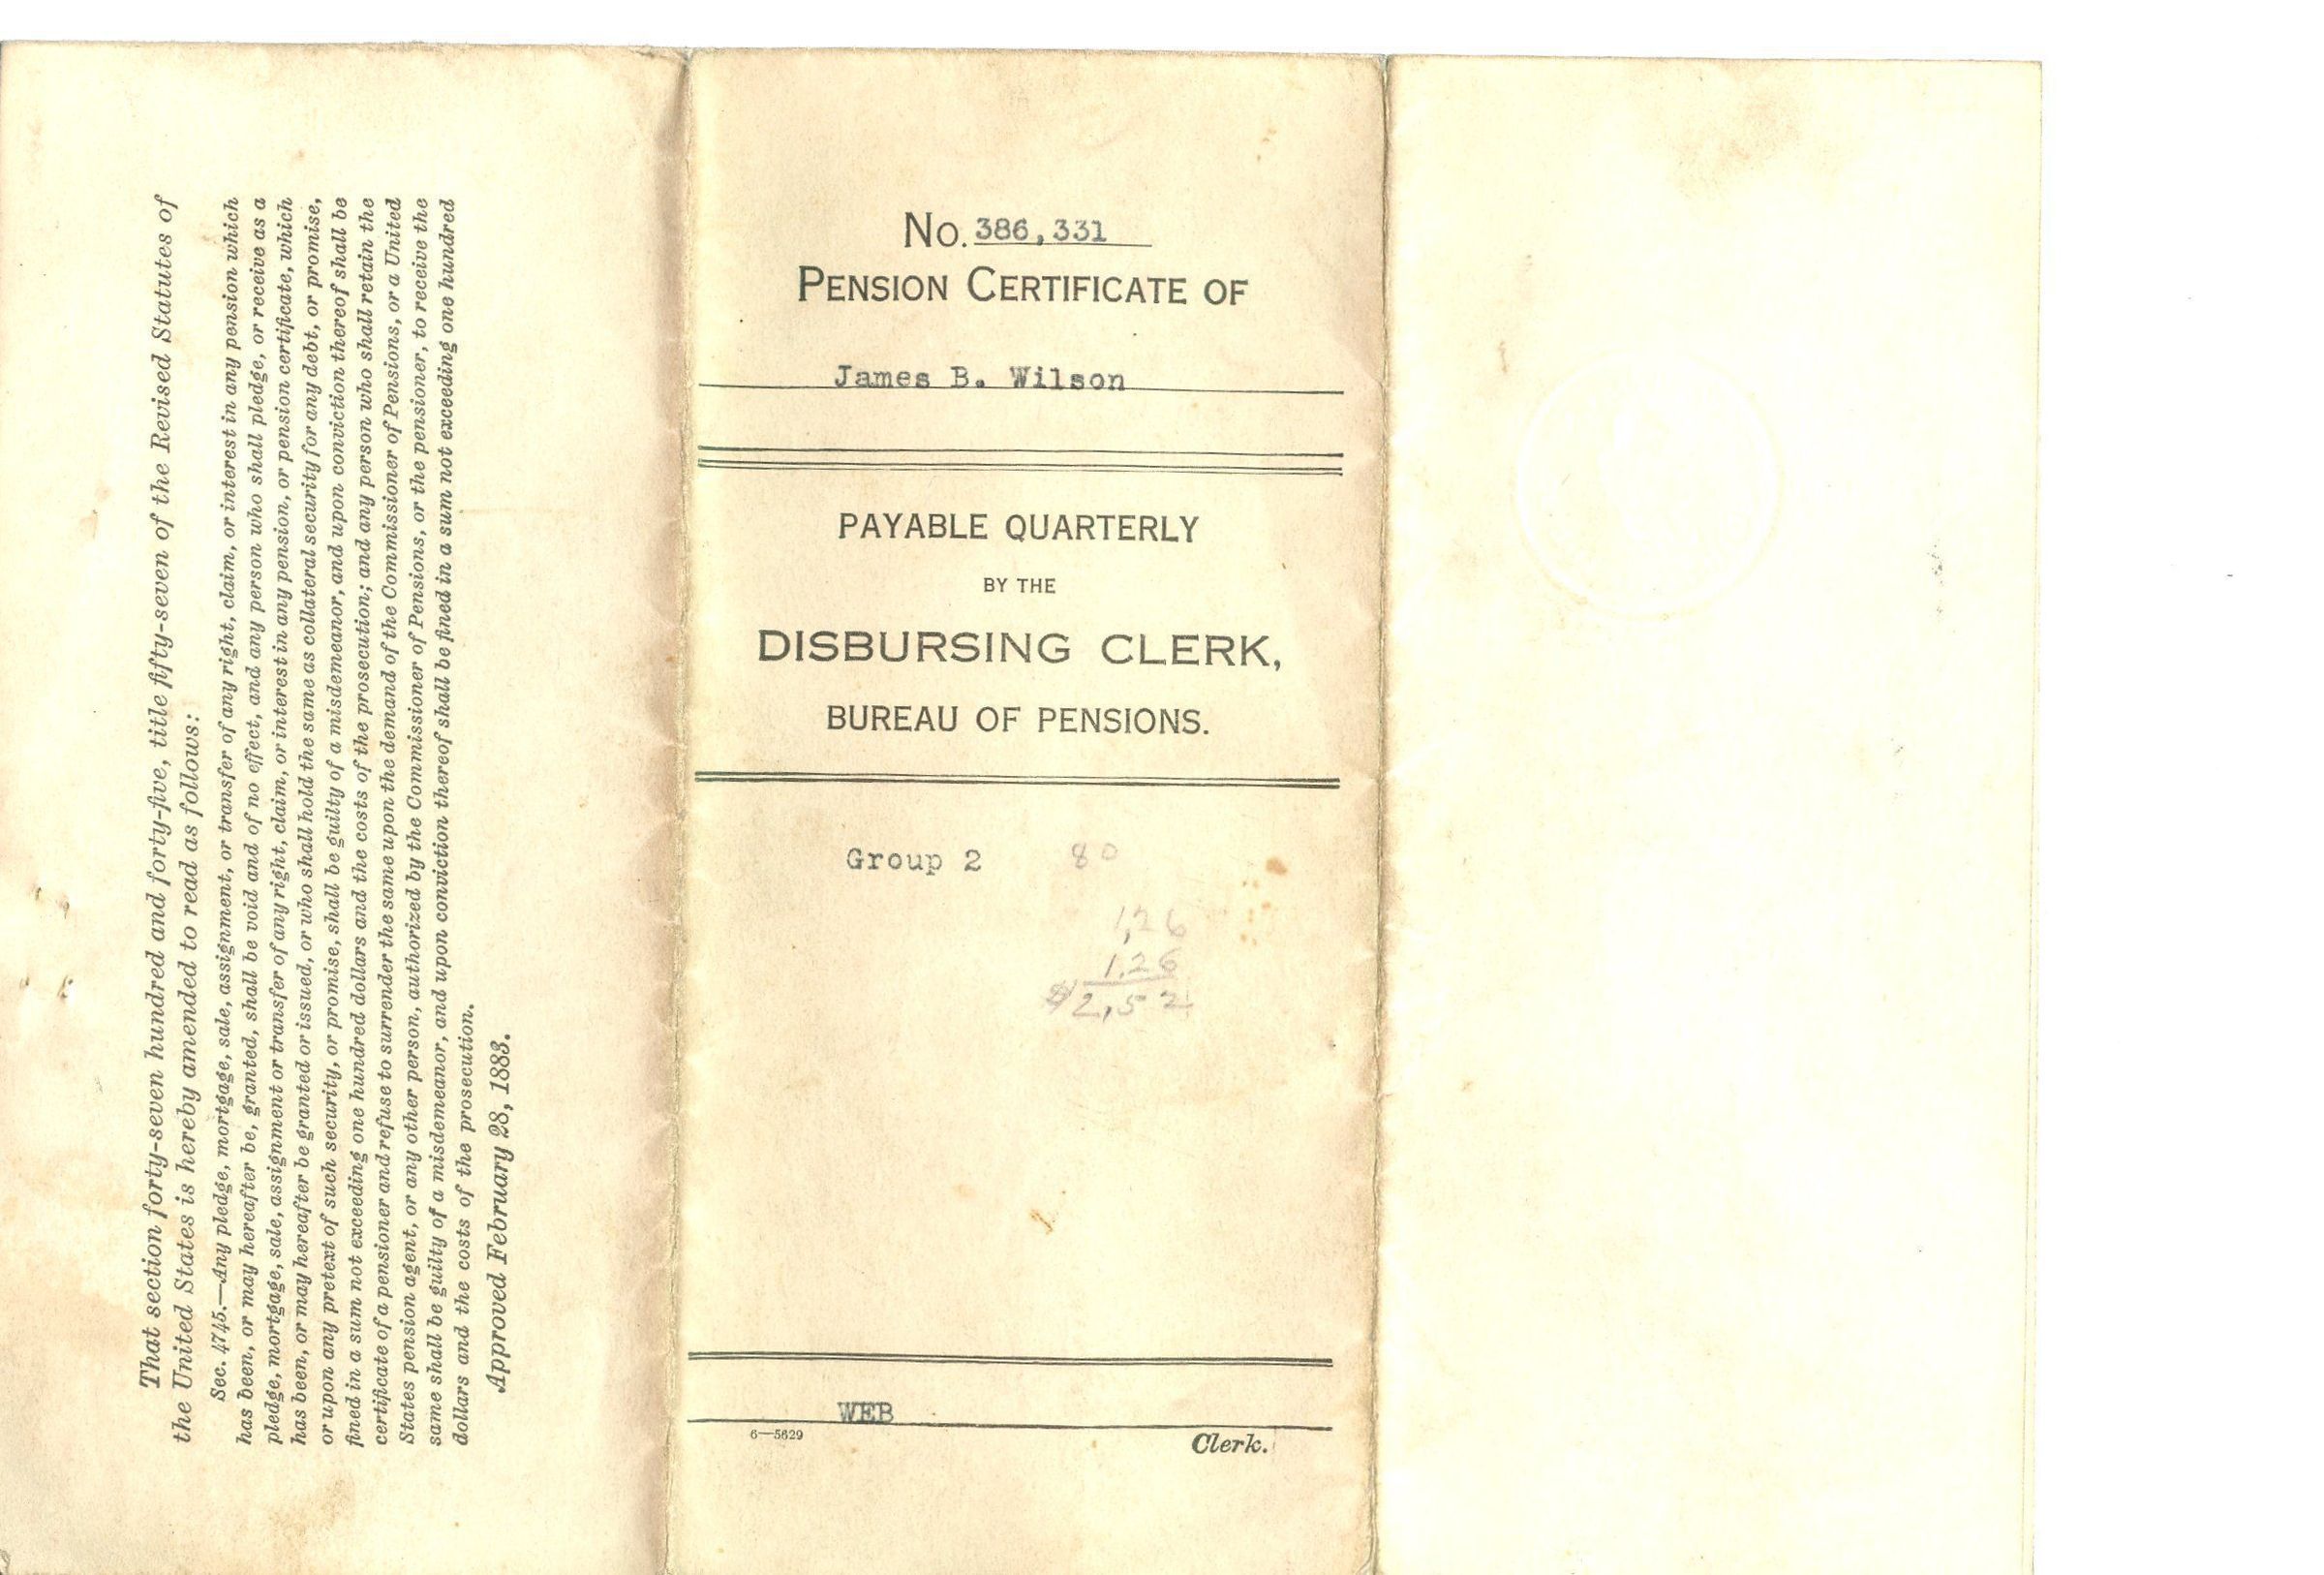 That section forty-seven hundred and forty-five, title fifty-seven of the Revised Statutes of
the United States is hereby amended to read as follows:
Sec. 4745.—Any pledge, mortgage, sale, assignment, or transfer of any right, claim, or interest in any pension which
has been, or may hereafter be, granted, shall be void and of no effect, and any person who shall pledge, or receive as a
pledge, mortgage, sale, assignment or transfer of any right, claim, or interest in any pension, or pension certificate, which
has been, or may hereafter be granted or issued, or who shall hold the same as collateral security for any debt, or promise,
or upon any pretext of such security, or promise, shall be guilty of a misdemeanor, and upon conviction thereof shall be
fined in a sum not exceeding one hundred dollars and the costs of the prosecution; and any person who shall retain the
certificate of a pensioner and refuse to surrender the same upon the demand of the Commissioner of Pensions, or a United
States pension agent, or any other person, authorized by the Commissioner of Pensions, or the pensioner, to receive the
same shall be guilty of a misdemeanor, and upon conviction thereof shall be fined in a sum not exceeding one hundred
dollars and the costs of the prosecution.
Approved February 28, 1883.
No. 386,331
PENSION CERTIFICATE OF
James B. Wilson
PAYABLE QUARTERLY
BY THE
DISBURSING CLERK,
BUREAU OF PENSIONS.
Group 2 80
1,26
1.26
$2,52
WEB
6—5629 Clerk.